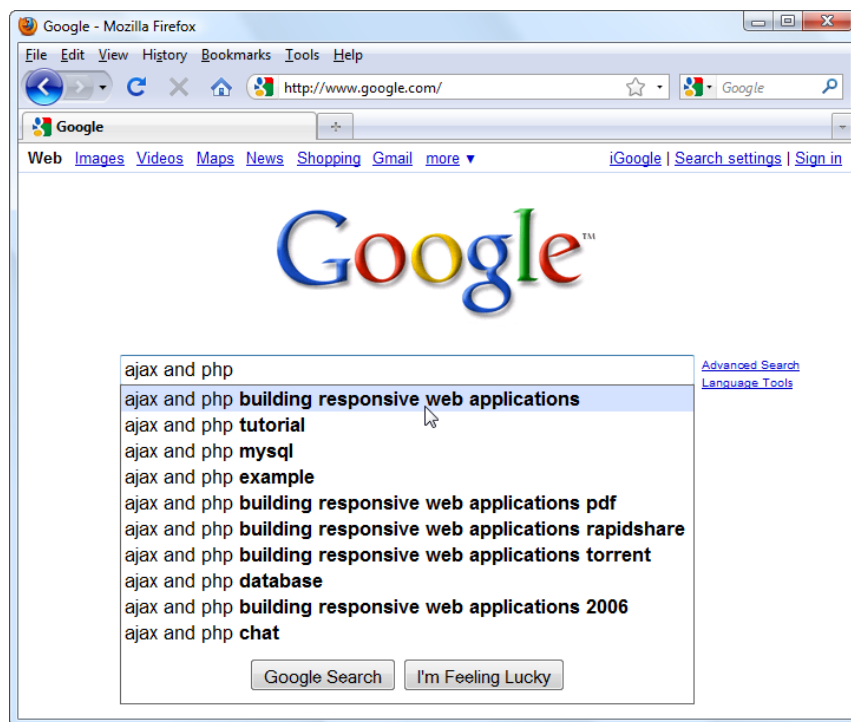 Google - Mozilla Firefox
File Edit View History Bookmarks Tools Help
http://www.google.com/ Google
Google
Web Images Videos Maps News Shopping Gmail more ▼ iGoogle | Search settings | Sign in
Google™
ajax and php Advanced Search
Language Tools
ajax and php building responsive web applications
ajax and php tutorial
ajax and php mysql
ajax and php example
ajax and php building responsive web applications pdf
ajax and php building responsive web applications rapidshare
ajax and php building responsive web applications torrent
ajax and php database
ajax and php building responsive web applications 2006
ajax and php chat
Google Search I'm Feeling Lucky